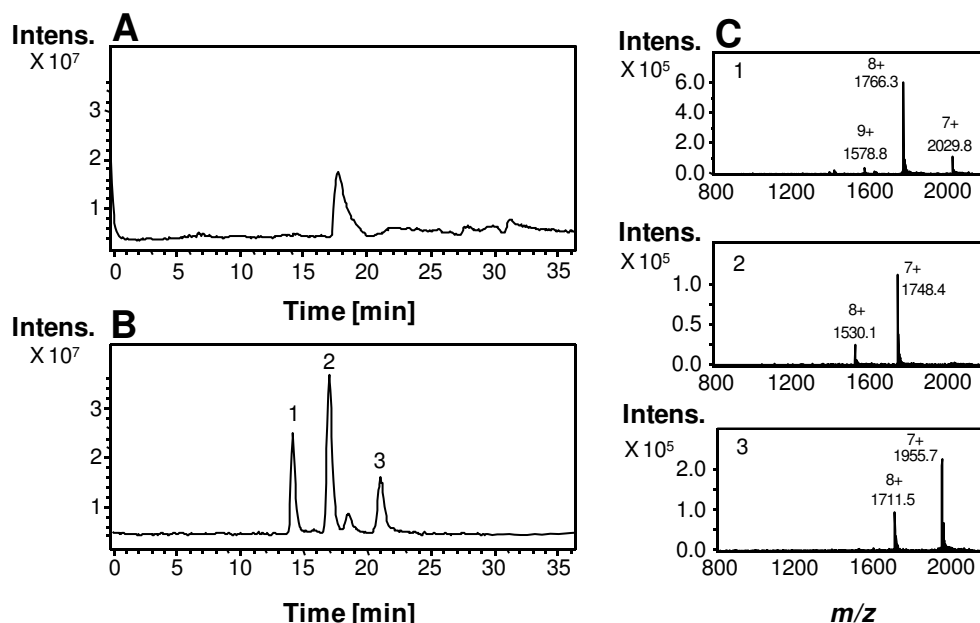 A
Intens.
X 10⁷
3
2
1
0 5 10 15 20 25 30 35
Time [min]
B
Intens.
X 10⁷
3
2
1
1
2
3
0 5 10 15 20 25 30 35
Time [min]
C
Intens.
X 10⁵
1
6.0
4.0
2.0
0.0
8+
1766.3
9+
1578.8
7+
2029.8
800 1200 1600 2000
Intens.
X 10⁵
2
1.0
0.5
0.0
7+
1748.4
8+
1530.1
800 1200 1600 2000
Intens.
X 10⁵
3
2.0
1.0
0.0
7+
1955.7
8+
1711.5
800 1200 1600 2000
m/z